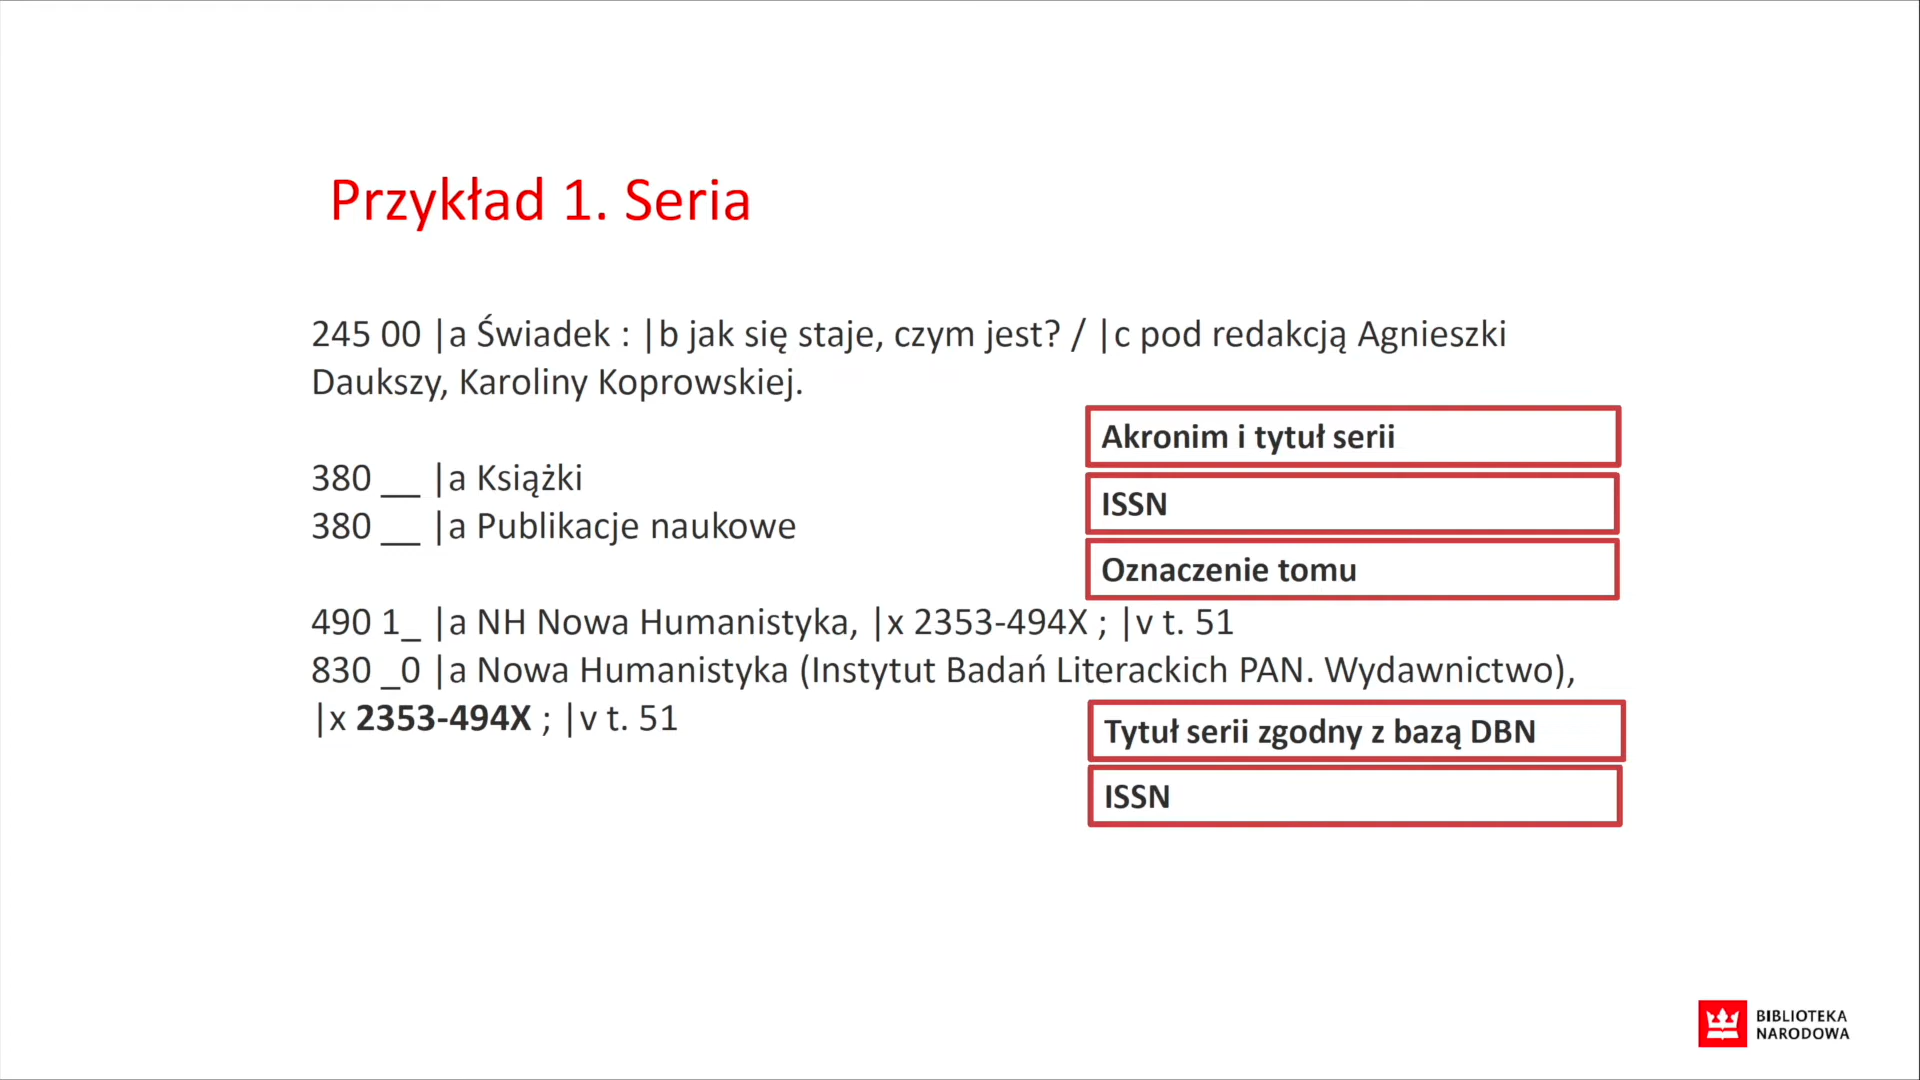 Przykład 1. Seria
245 00 |a Świadek : |b jak się staje, czym jest? / |c pod redakcją Agnieszki
Daukszy, Karoliny Koprowskiej.
Akronim i tytuł serii
380 __ |a Książki
ISSN
380 __ |a Publikacje naukowe
Oznaczenie tomu
490 1_ |a NH Nowa Humanistyka, |x 2353-494X ; |v t. 51
830 _0 |a Nowa Humanistyka (Instytut Badań Literackich PAN. Wydawnictwo),
|x 2353-494X ; |v t. 51
Tytuł serii zgodny z bazą DBN
ISSN
BIBLIOTEKA
NARODOWA